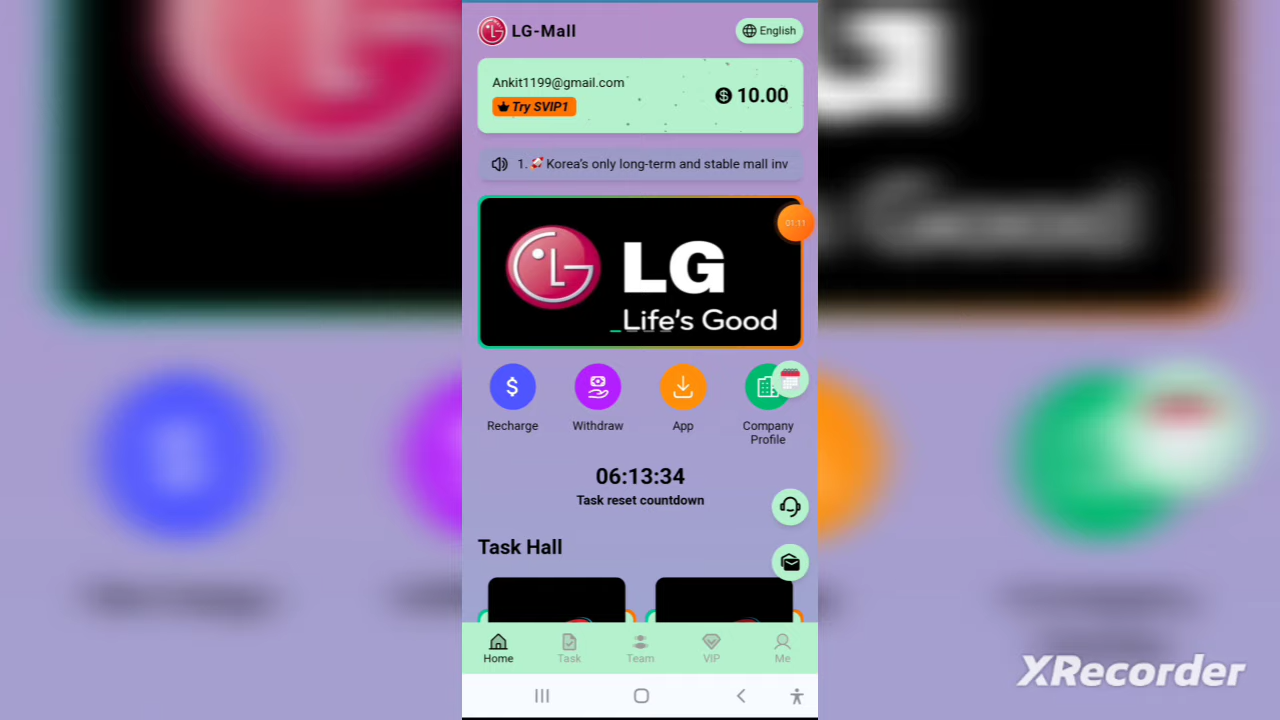 LG-Mall
English
Ankit1199@gmail.com
Try SVIP1
10.00
1. 🚀 Korea's only long-term and stable mall inv
01:11
LG
Life's Good
Recharge
Withdraw
App
Company
Profile
06:13:34
Task reset countdown
Task Hall
Home
Task
Team
VIP
Me
XRecorder